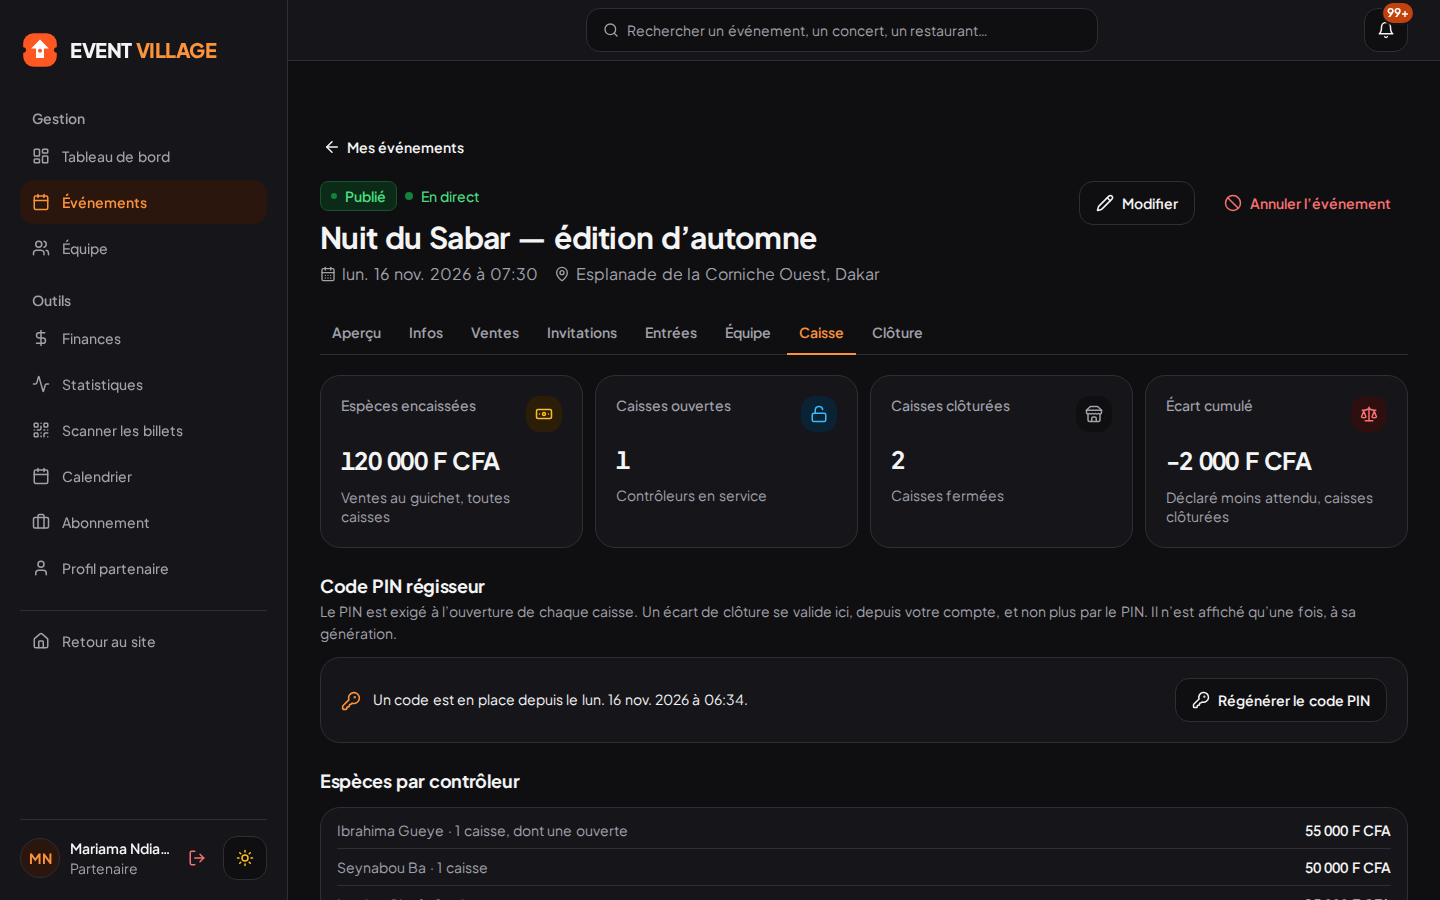 EVENT VILLAGE
Rechercher un événement, un concert, un restaurant…
99+
Gestion
Tableau de bord
Événements
Équipe
Outils
Finances
Statistiques
Scanner les billets
Calendrier
Abonnement
Profil partenaire
Retour au site
MN
Mariama Ndia…
Partenaire
Mes événements
Publié
En direct
Modifier
Annuler l’événement
Nuit du Sabar — édition d’automne
lun. 16 nov. 2026 à 07:30
Esplanade de la Corniche Ouest, Dakar
Aperçu
Infos
Ventes
Invitations
Entrées
Équipe
Caisse
Clôture
Espèces encaissées
120 000 F CFA
Ventes au guichet, toutes
caisses
Caisses ouvertes
1
Contrôleurs en service
Caisses clôturées
2
Caisses fermées
Écart cumulé
−2 000 F CFA
Déclaré moins attendu, caisses
clôturées
Code PIN régisseur
Le PIN est exigé à l’ouverture de chaque caisse. Un écart de clôture se valide ici, depuis votre compte, et non plus par le PIN. Il n’est affiché qu’une fois, à sa
génération.
Un code est en place depuis le lun. 16 nov. 2026 à 06:34.
Régénérer le code PIN
Espèces par contrôleur
Ibrahima Gueye · 1 caisse, dont une ouverte
55 000 F CFA
Seynabou Ba · 1 caisse
50 000 F CFA